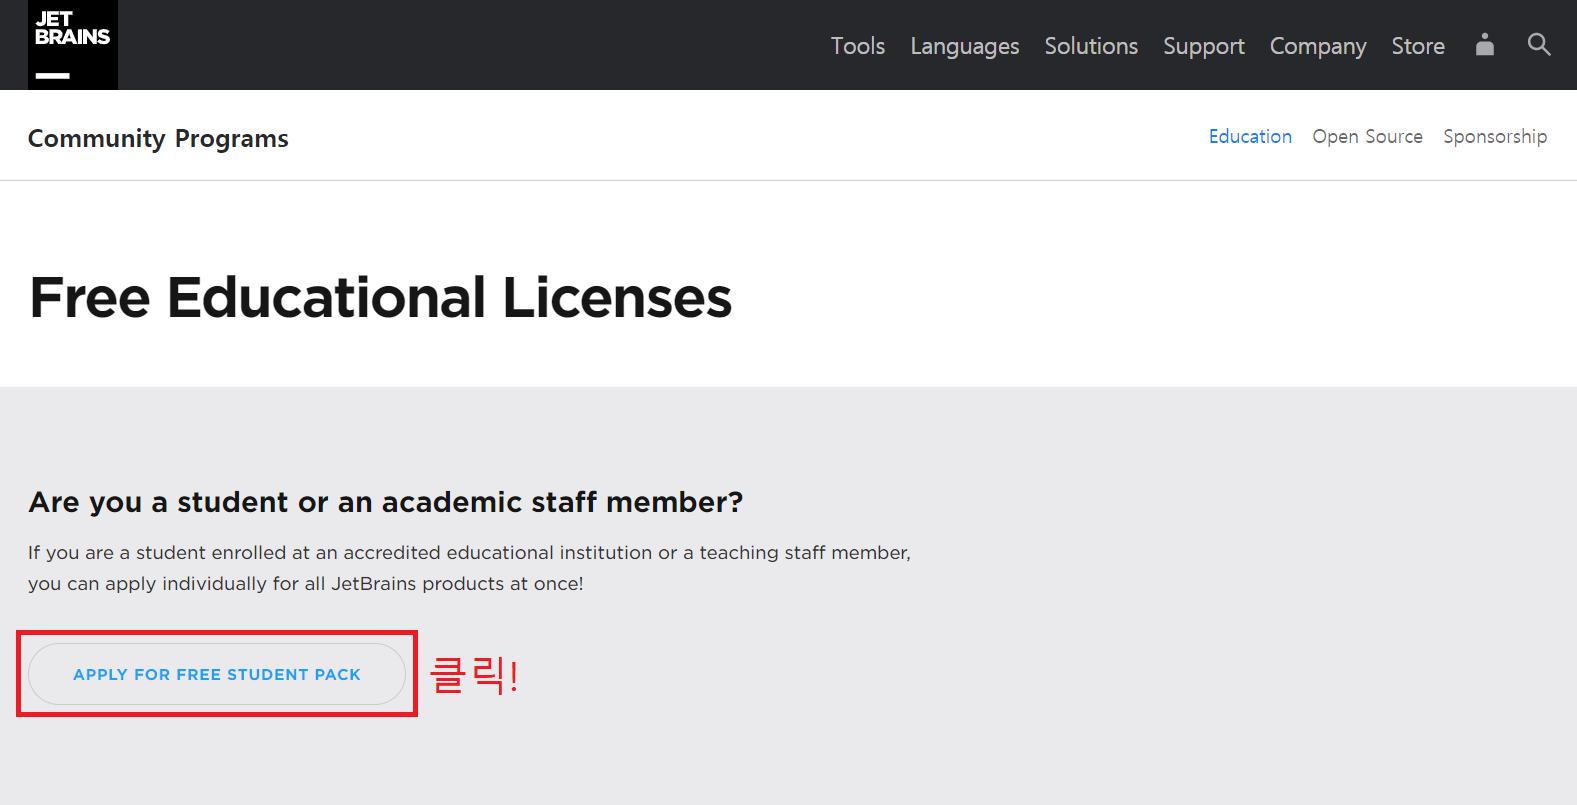 JET
BRAINS
Tools Languages Solutions Support Company Store
Community Programs
Education Open Source Sponsorship
Free Educational Licenses
Are you a student or an academic staff member?
If you are a student enrolled at an accredited educational institution or a teaching staff member,
you can apply individually for all JetBrains products at once!
APPLY FOR FREE STUDENT PACK
클릭!